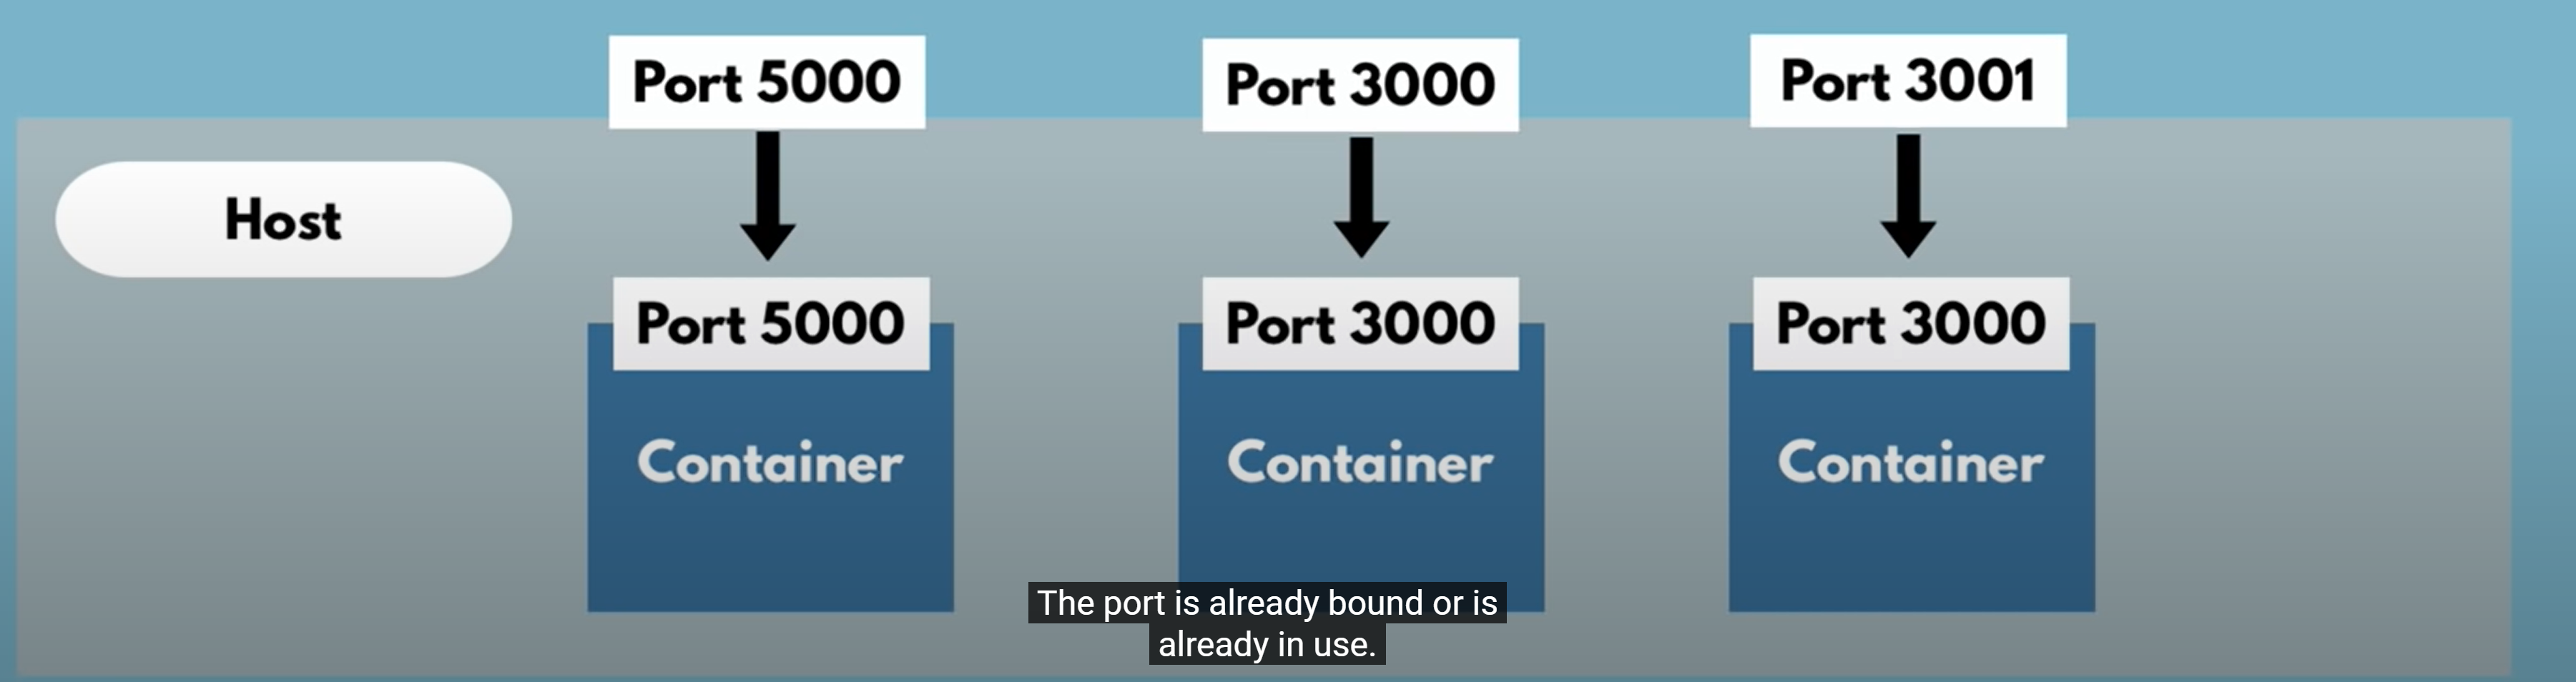 Port 5000
Port 3000
Port 3001
Host
Port 5000
Port 3000
Port 3000
Container
Container
Container
The port is already bound or is
already in use.